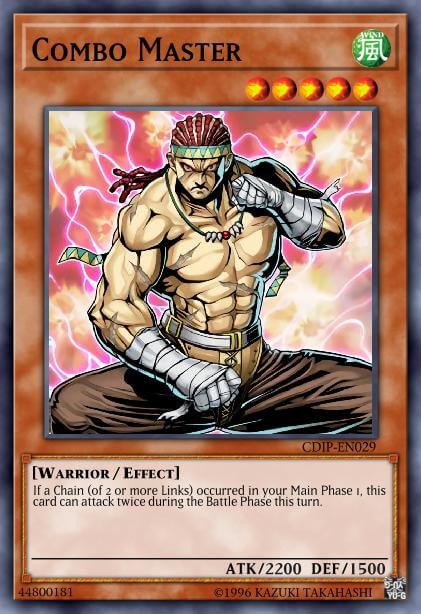 COMBO MASTER
WIND
風
CDIP-EN029
[WARRIOR / EFFECT]
If a Chain (of 2 or more Links) occurred in your Main Phase 1, this
card can attack twice during the Battle Phase this turn.
ATK/2200 DEF/1500
44800181 ©1996 KAZUKI TAKAHASHI